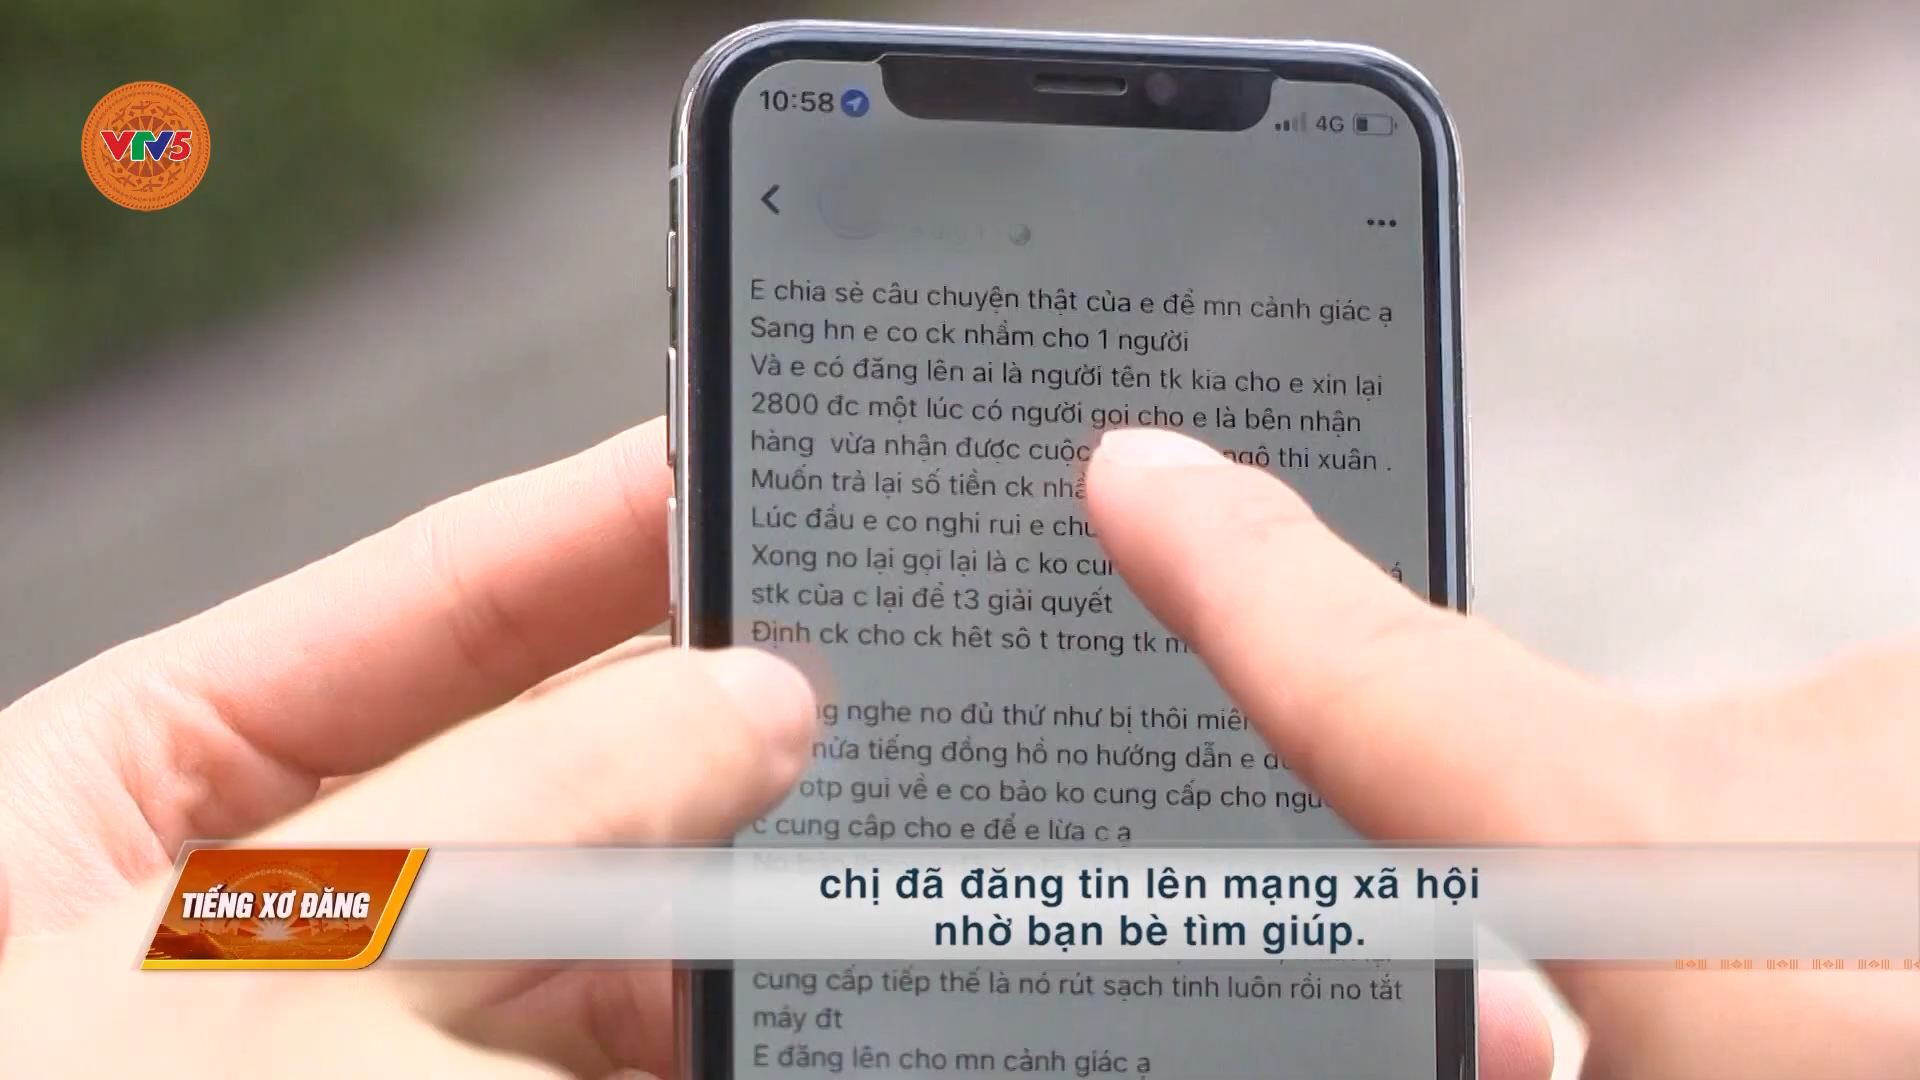 VTV5
10:58
4G
E chia sẻ câu chuyện thật của e để mn cảnh giác ạ
Sang hn e co ck nhầm cho 1 người
Và e có đăng lên ai là người tên tk kia cho e xin lại
2800 đc một lúc có người gọi cho e là bên nhận
hàng vừa nhận được cuộc ngô thi xuân .
Muốn trả lại số tiền ck
Lúc đầu e co nghi rui e
Xong no lại gọi lại là c ko
stk của c lại để t3 giải quyết
Định ck cho ck hêt sô t trong tk
nghe no đủ thứ như bị thôi
nửa tiếng đồng hồ no hướng dẫn e
otp gui về e co bảo ko cung cấp cho
c cung câp cho e để e lừa c ạ
TIẾNG XƠ ĐĂNG
chị đã đăng tin lên mạng xã hội
nhờ bạn bè tìm giúp.
cung cấp tiếp thế là nó rút sạch tinh luôn rồi no tắt
máy đt
E đăng lên cho mn cảnh giác ạ